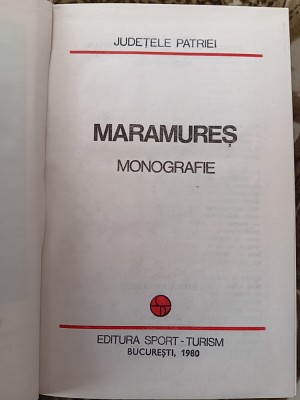 JUDEȚELE PATRIEI
MARAMUREȘ
MONOGRAFIE
EDITURA SPORT-TURISM
BUCUREȘTI, 1980